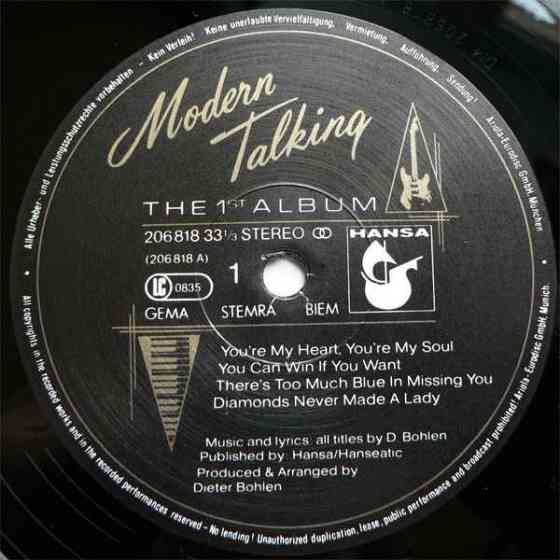 Alle Urheber- und Leistungsschutzrechte vorbehalten - Kein Verleih! Keine unerlaubte Vervielfältigung, Vermietung, Aufführung, Sendung! Ariola-Eurodisc GmbH, München
Modern
Talking
THE 1ST ALBUM
206 818 33 1/3 STEREO
HANSA
(206 818 A)
1
LC 0835
GEMA STEMRA BIEM
You're My Heart, You're My Soul
You Can Win If You Want
There's Too Much Blue In Missing You
Diamonds Never Made A Lady
Music and lyrics: all titles by D. Bohlen
Published by: Hansa/Hanseatic
Produced & Arranged by
Dieter Bohlen
All copyrights in the recorded works and in the recorded performances reserved - No lending! Unauthorized duplication, lease, public performance and broadcast prohibited! Ariola-Eurodisc GmbH, Munich.